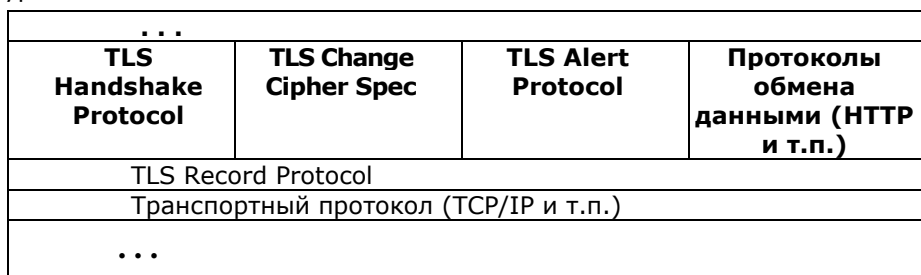 . . .
TLS Handshake Protocol
TLS Change Cipher Spec
TLS Alert Protocol
Протоколы обмена данными (HTTP и т.п.)
TLS Record Protocol
Транспортный протокол (TCP/IP и т.п.)
. . .